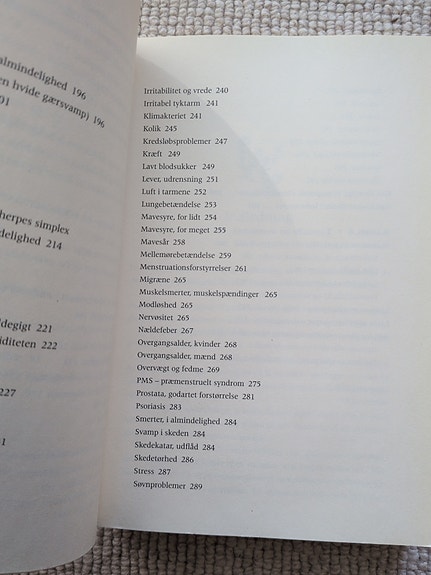 almindelighed 196
en hvide gærsvamp) 196
01
herpes simplex
delighed 214
degigt 221
iditeten 222
227
1
Irritabilitet og vrede 240
Irritabel tyktarm 241
Klimakteriet 241
Kolik 245
Kredsløbsproblemer 247
Kræft 249
Lavt blodsukker 249
Lever, udrensning 251
Luft i tarmene 252
Lungebetændelse 253
Mavesyre, for lidt 254
Mavesyre, for meget 255
Mavesår 258
Mellemørebetændelse 259
Menstruationsforstyrrelser 261
Migræne 265
Muskelsmerter, muskelspændinger 265
Modløshed 265
Nervøsitet 265
Nældefeber 267
Overgangsalder, kvinder 268
Overgangsalder, mænd 268
Overvægt og fedme 269
PMS – præmenstruelt syndrom 275
Prostata, godartet forstørrelse 281
Psoriasis 283
Smerter, i almindelighed 284
Svamp i skeden 284
Skedekatar, udflåd 284
Skedetørhed 286
Stress 287
Søvnproblemer 289